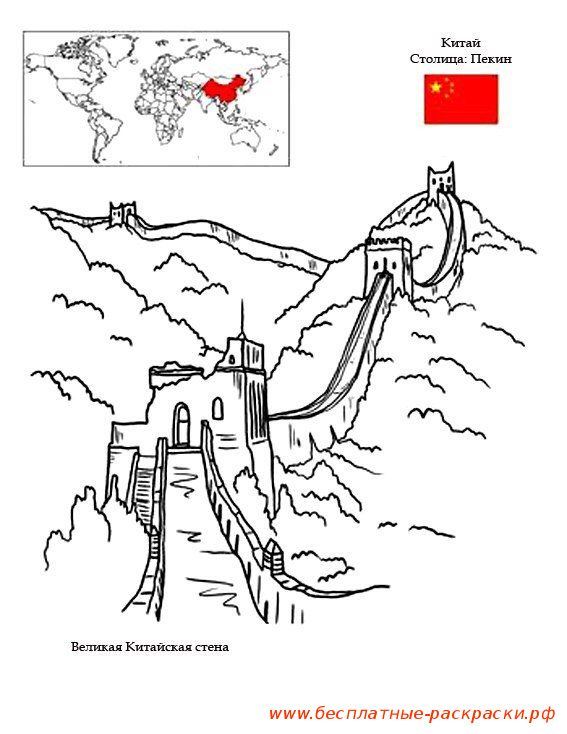 Китай
Столица: Пекин
Великая Китайская стена
www.бесплатные-раскраски.рф